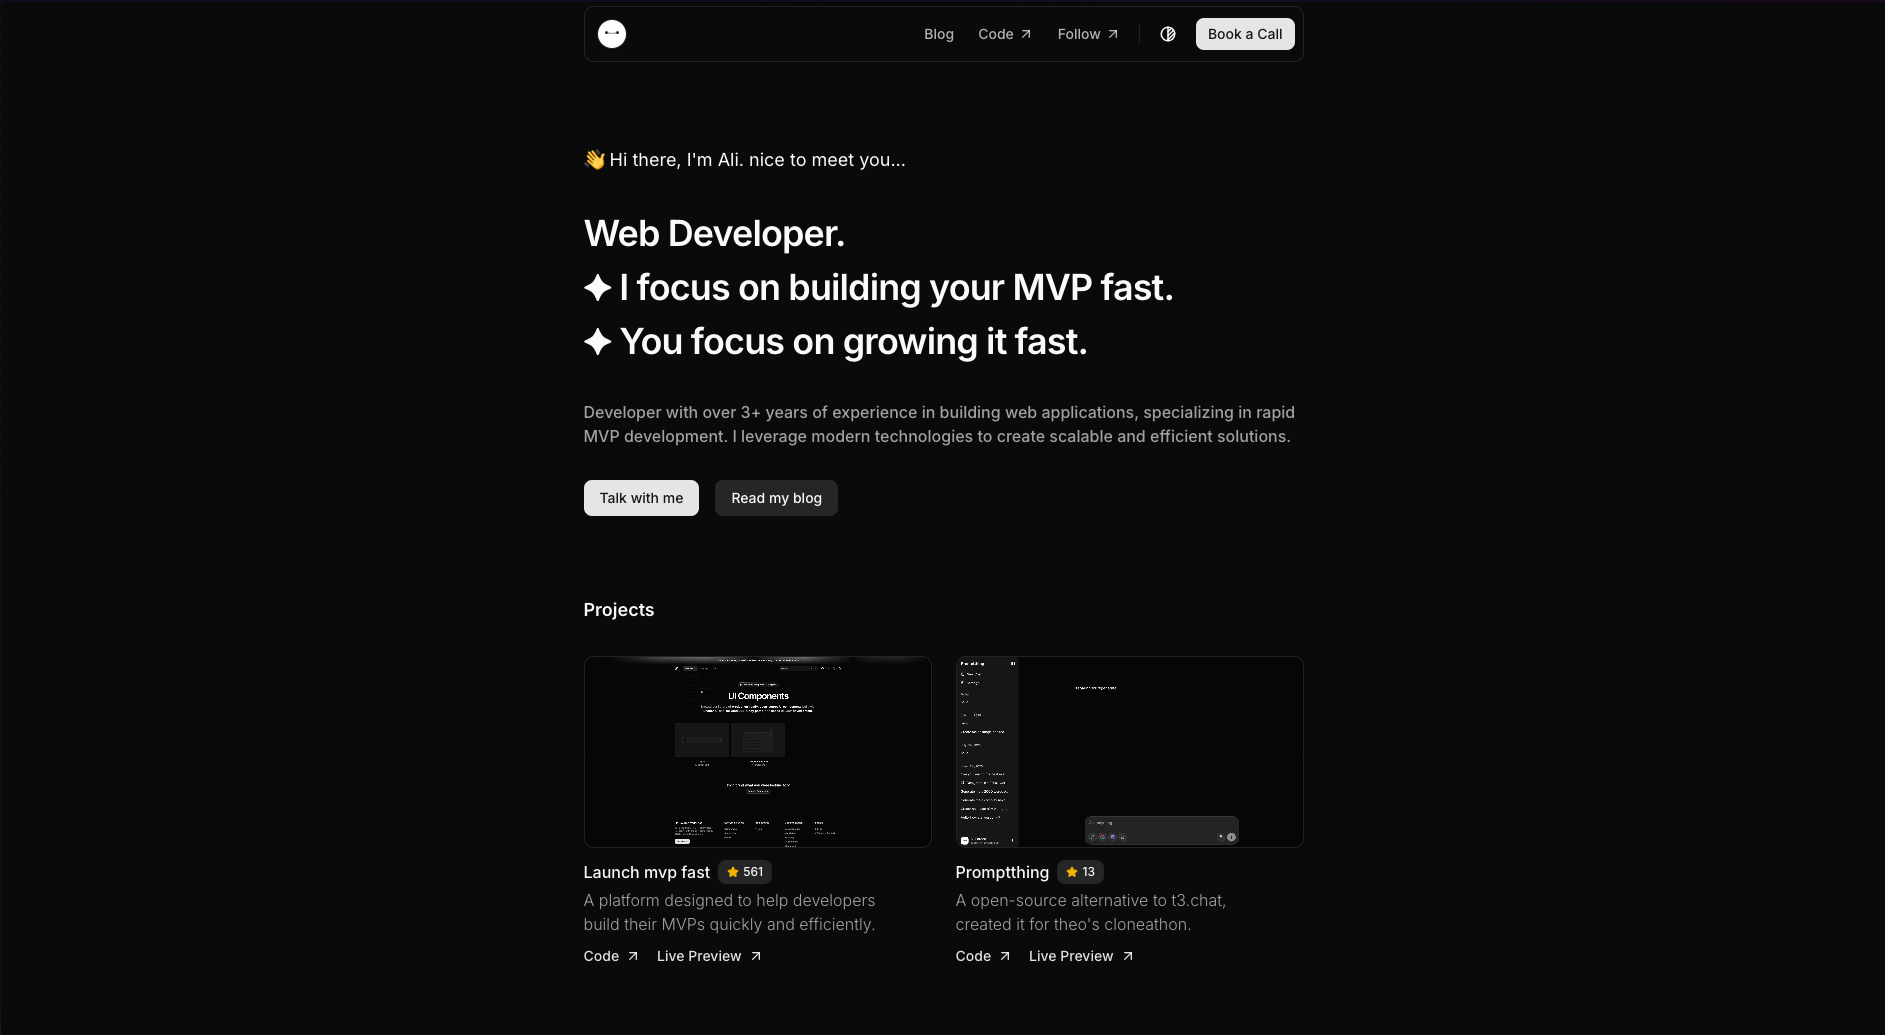 Blog Code Follow Book a Call
👋 Hi there, I'm Ali. nice to meet you...
Web Developer.
✦ I focus on building your MVP fast.
✦ You focus on growing it fast.
Developer with over 3+ years of experience in building web applications, specializing in rapid
MVP development. I leverage modern technologies to create scalable and efficient solutions.
Talk with me Read my blog
Projects
UI Components
Promptthing
Launch mvp fast 561
A platform designed to help developers
build their MVPs quickly and efficiently.
Code Live Preview
Promptthing 13
A open-source alternative to t3.chat,
created it for theo's cloneathon.
Code Live Preview